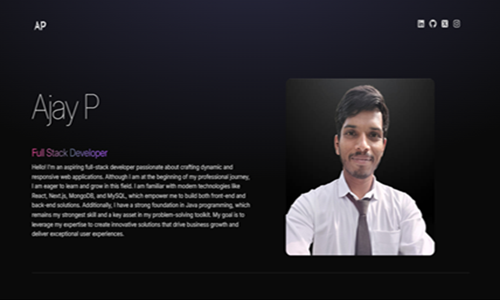 AP
Ajay P
Full Stack Developer
Hello! I'm an aspiring full-stack developer passionate about crafting dynamic and
responsive web applications. Although I am at the beginning of my professional journey,
I am eager to learn and grow in this field. I am familiar with modern technologies like
React, Next.js, MongoDB, and MySQL, which empower me to build both front-end and
back-end solutions. Additionally, I have a strong foundation in Java programming, which
remains my strongest skill and a key asset in my problem-solving toolkit. My goal is to
leverage my expertise to create innovative solutions that drive business growth and
deliver exceptional user experiences.